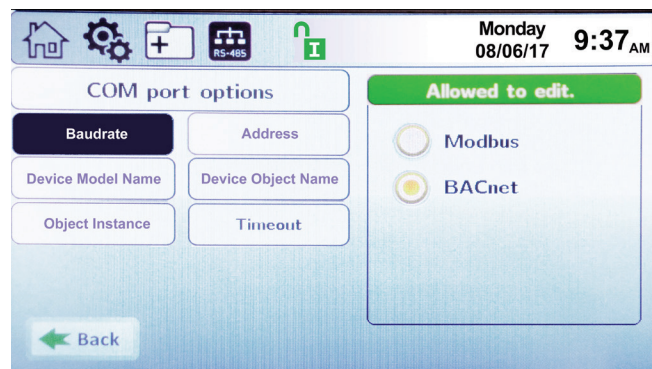 RS-485
I
Monday
08/06/17
9:37AM
COM port options
Baudrate
Address
Device Model Name
Device Object Name
Object Instance
Timeout
Back
Allowed to edit.
Modbus
BACnet